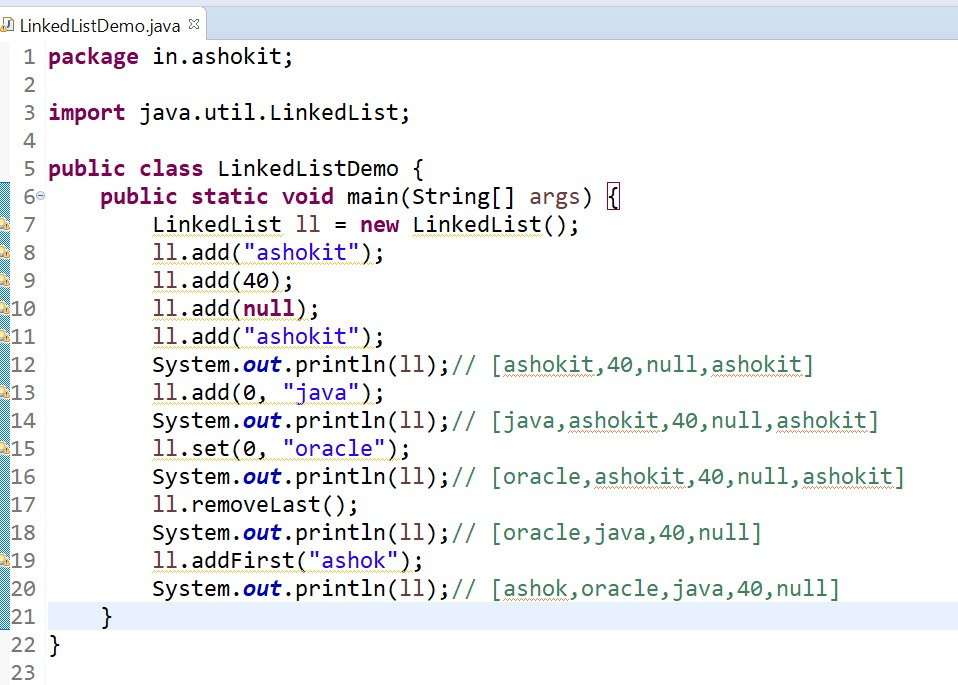 LinkedListDemo.java
1 package in.ashokit;
2
3 import java.util.LinkedList;
4
5 public class LinkedListDemo {
6 public static void main(String[] args) {
7 LinkedList ll = new LinkedList();
8 ll.add("ashokit");
9 ll.add(40);
10 ll.add(null);
11 ll.add("ashokit");
12 System.out.println(ll);// [ashokit,40,null,ashokit]
13 ll.add(0, "java");
14 System.out.println(ll);// [java,ashokit,40,null,ashokit]
15 ll.set(0, "oracle");
16 System.out.println(ll);// [oracle,ashokit,40,null,ashokit]
17 ll.removeLast();
18 System.out.println(ll);// [oracle,java,40,null]
19 ll.addFirst("ashok");
20 System.out.println(ll);// [ashok,oracle,java,40,null]
21 }
22 }
23